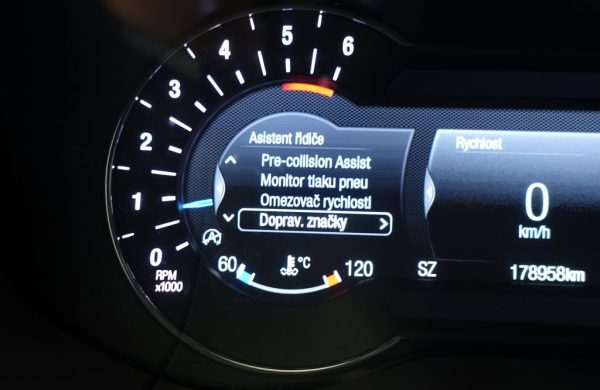 6
5
4
3
2
1
0
RPM
x1000
Asistent řidiče
Pre-collision Assist
Monitor tlaku pneu
Omezovač rychlosti
Doprav. značky
60 °C 120
Rychlost
0
km/h
SZ 178958km